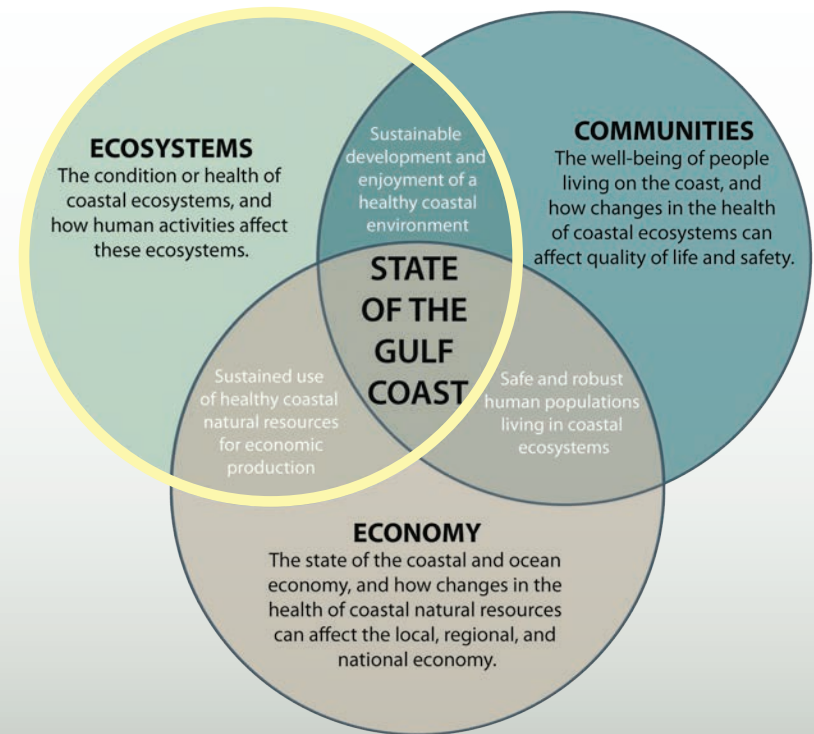 ECOSYSTEMS
The condition or health of
coastal ecosystems, and
how human activities affect
these ecosystems.
Sustainable
development and
enjoyment of a
healthy coastal
environment
COMMUNITIES
The well-being of people
living on the coast, and
how changes in the health
of coastal ecosystems can
affect quality of life and safety.
STATE
OF THE
GULF
COAST
Sustained use
of healthy coastal
natural resources
for economic
production
Safe and robust
human populations
living in coastal
ecosystems
ECONOMY
The state of the coastal and ocean
economy, and how changes in the
health of coastal natural resources
can affect the local, regional, and
national economy.